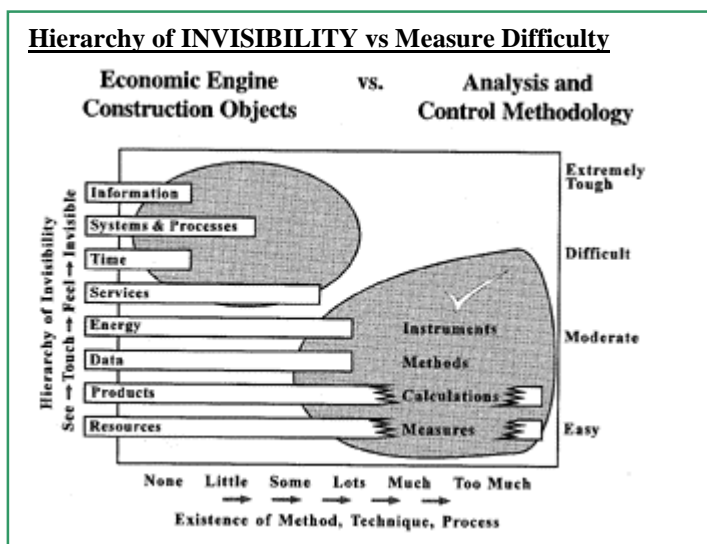 Hierarchy of INVISIBILITY vs Measure Difficulty
Economic Engine vs. Analysis and
Construction Objects Control Methodology
Hierarchy of Invisibility
See → Touch → Feel → Invisible
Information
Systems & Processes
Time
Services
Energy
Data
Products
Resources
Instruments
Methods
Calculations
Measures
Extremely
Tough
Difficult
Moderate
Easy
None Little Some Lots Much Too Much
Existence of Method, Technique, Process